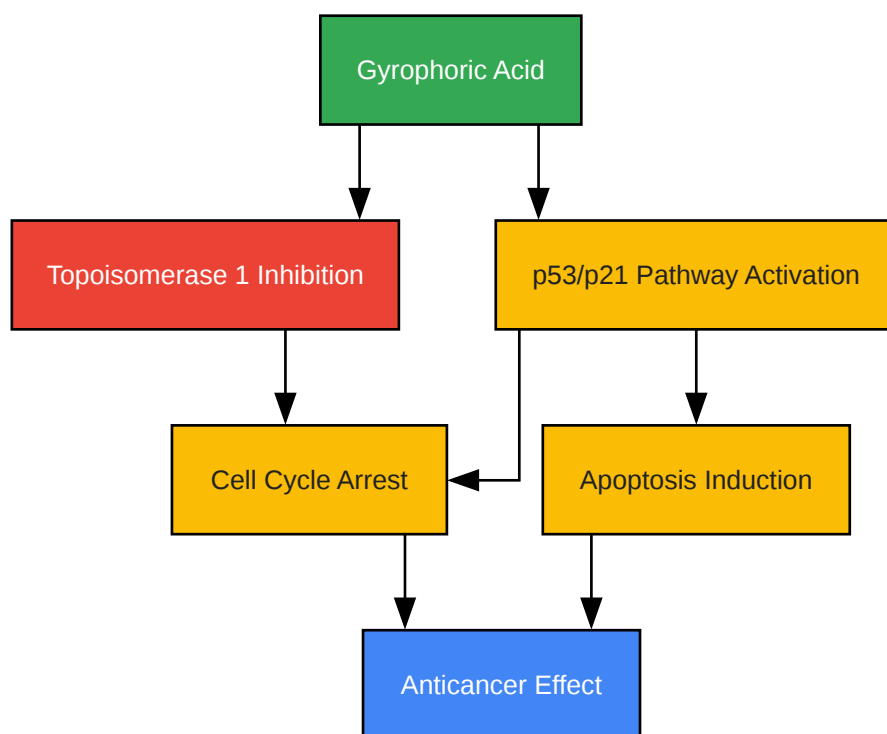 Gyrophoric Acid
Topoisomerase 1 Inhibition
p53/p21 Pathway Activation
Cell Cycle Arrest
Apoptosis Induction
Anticancer Effect